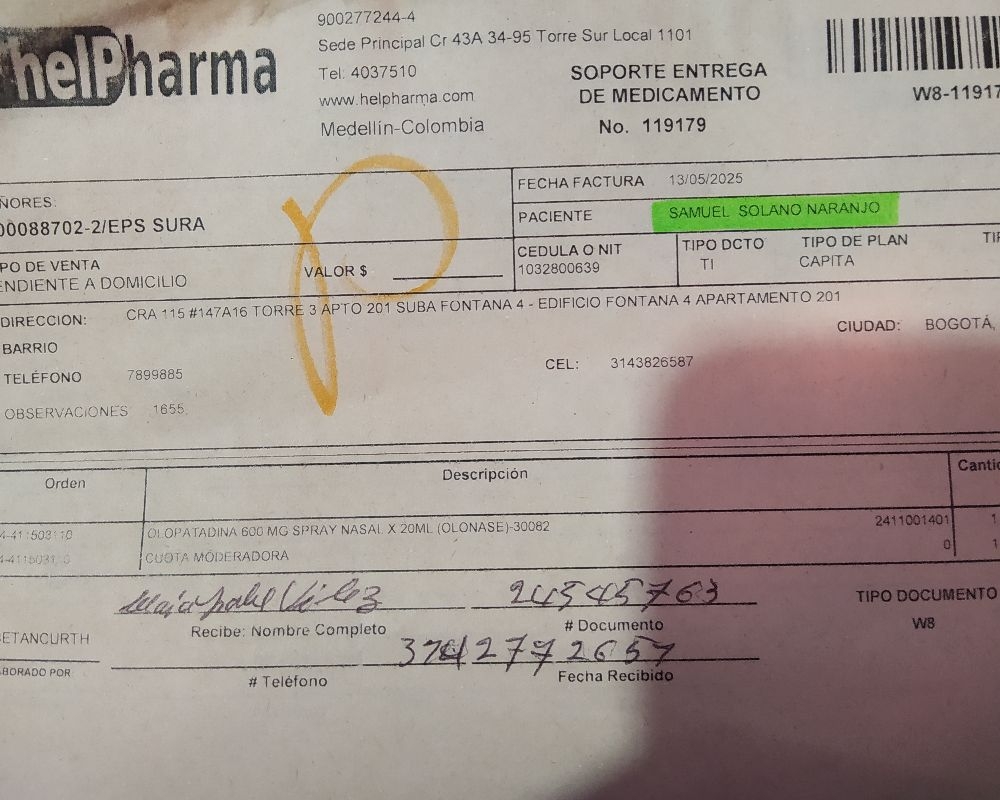 helPharma
900277244-4
Sede Principal Cr 43A 34-95 Torre Sur Local 1101
Tel: 4037510
www.helpharma.com
Medellín-Colombia
SOPORTE ENTREGA
DE MEDICAMENTO
No. 119179
W8-11917
ÑORES:
00088702-2/EPS SURA
PO DE VENTA
ENDIENTE A DOMICILIO
VALOR $
FECHA FACTURA 13/05/2025
PACIENTE SAMUEL SOLANO NARANJO
CEDULA O NIT
1032800639
TIPO DCTO
TI
TIPO DE PLAN
CAPITA
TIP
DIRECCION: CRA 115 #147A16 TORRE 3 APTO 201 SUBA FONTANA 4 - EDIFICIO FONTANA 4 APARTAMENTO 201
BARRIO
CIUDAD: BOGOTÁ,
TELÉFONO 7899885
CEL: 3143826587
OBSERVACIONES 1655.
Orden Descripción Cantid
OLOPATADINA 600 MG SPRAY NASAL X 20ML (OLONASE)-30082 2411001401 1
CUOTA MODERADORA 0 1
24545763
Recibe: Nombre Completo # Documento
TIPO DOCUMENTO
W8
BETANCURTH
BORADO POR
# Teléfono Fecha Recibido